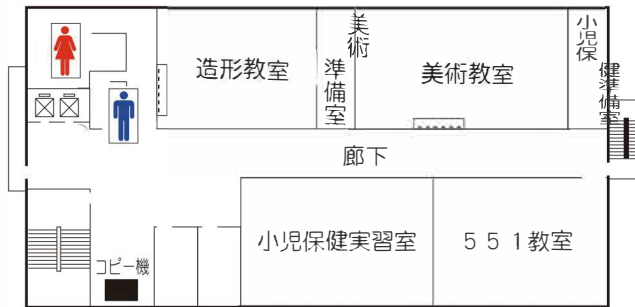 造形教室
美術
準備室
美術教室
小児保
健準備室
廊下
小児保健実習室
５５１教室
コピー機